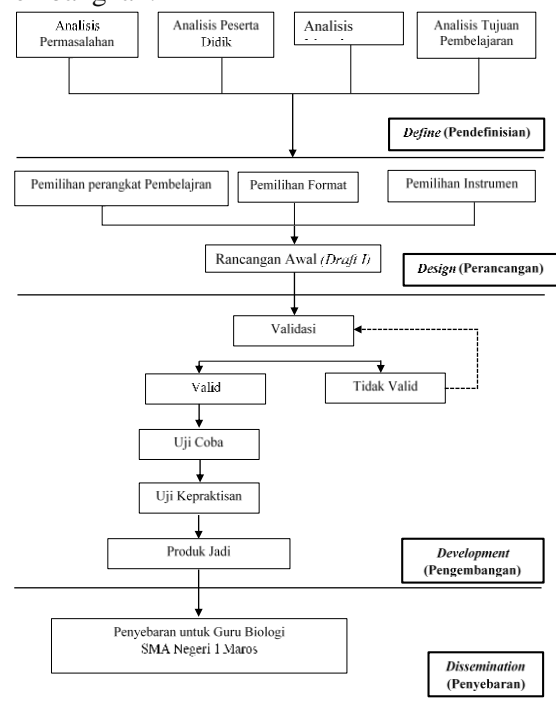 Analisis
Permasalahan
Analisis Peserta
Didik
Analisis
Analisis Tujuan
Pembelajaran
Define (Pendefinisian)
Pemilihan perangkat Pembelajran
Pemilihan Format
Pemilihan Instrumen
Rancangan Awal (Draft I)
Design (Perancangan)
Validasi
Valid
Tidak Valid
Uji Coba
Uji Kepraktisan
Produk Jadi
Development
(Pengembangan)
Penyebaran untuk Guru Biologi
SMA Negeri 1 Maros
Dissemination
(Penyebaran)